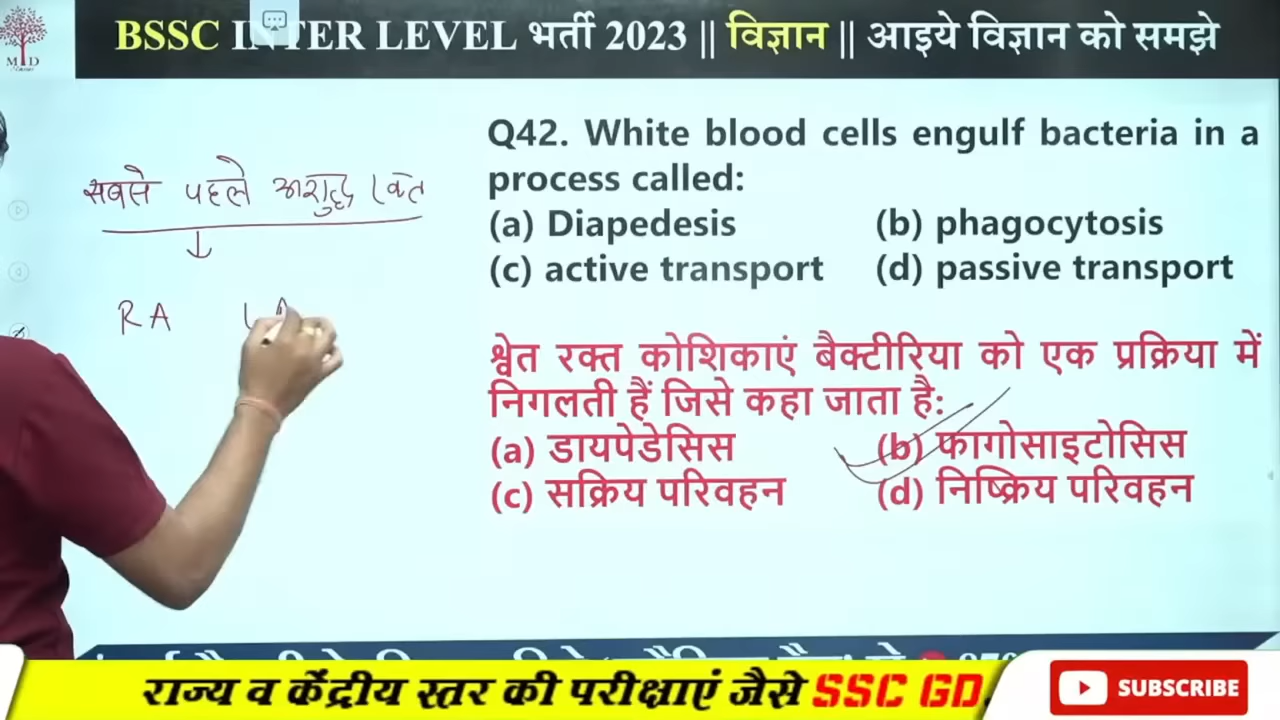 BSSC INTER LEVEL भर्ती 2023 || विज्ञान || आइये विज्ञान को समझे
सबसे पहले अशुद्ध रक्त
RA
Q42. White blood cells engulf bacteria in a
process called:
(a) Diapedesis (b) phagocytosis
(c) active transport (d) passive transport
श्वेत रक्त कोशिकाएं बैक्टीरिया को एक प्रक्रिया में
निगलती हैं जिसे कहा जाता है:
(a) डायपेडेसिस (b) फागोसाइटोसिस
(c) सक्रिय परिवहन (d) निष्क्रिय परिवहन
राज्य व केंद्रीय स्तर की परीक्षाएं जैसे SSC GD,
SUBSCRIBE